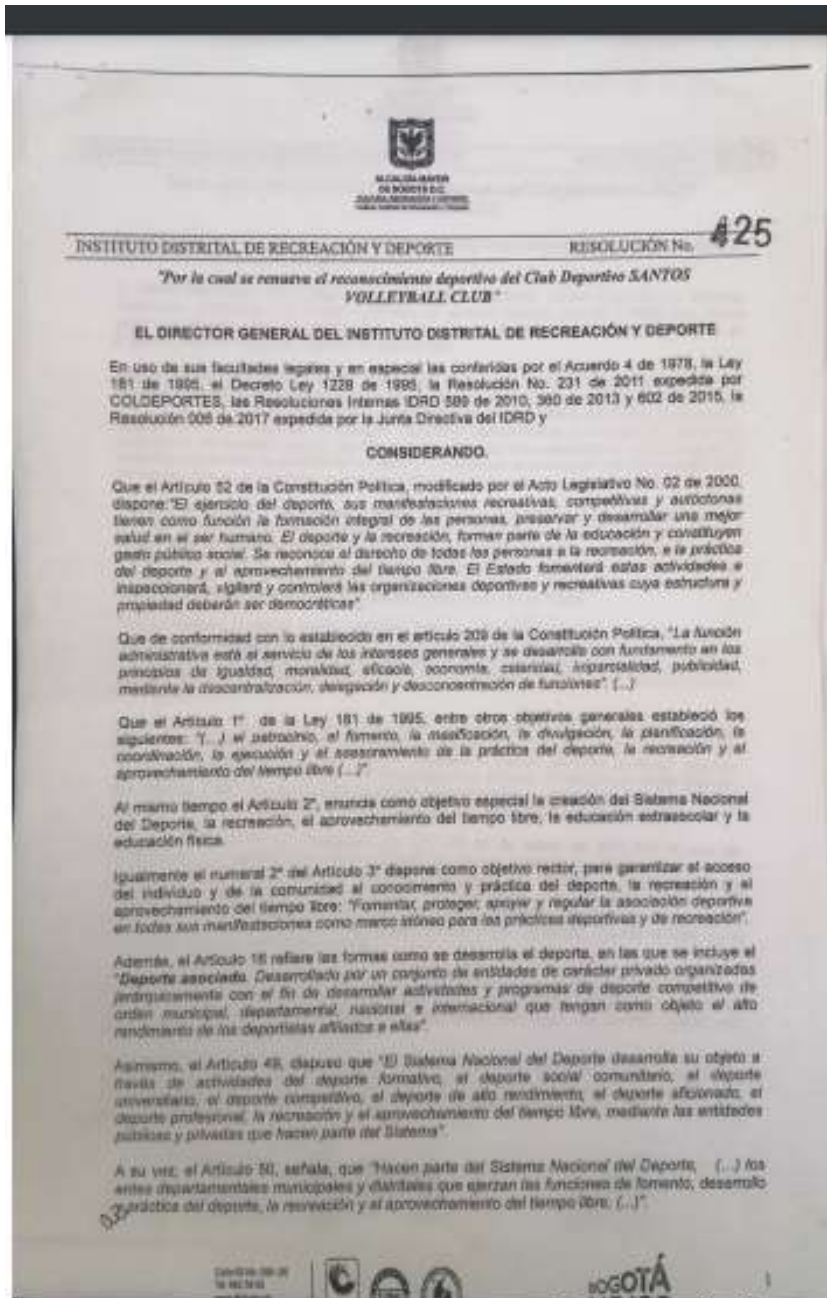 ALCALDÍA MAYOR
DE BOGOTÁ D.C.
INSTITUTO DISTRITAL DE RECREACIÓN Y DEPORTE RESOLUCIÓN No. 425
"Por la cual se renueva el reconocimiento deportivo del Club Deportivo SANTOS
VOLLEYBALL CLUB"
EL DIRECTOR GENERAL DEL INSTITUTO DISTRITAL DE RECREACIÓN Y DEPORTE
En uso de sus facultades legales y en especial las conferidas por el Acuerdo 4 de 1978, la Ley
181 de 1995, el Decreto Ley 1228 de 1995, la Resolución No. 231 de 2011 expedida por
COLDEPORTES, las Resoluciones Internas IDRD 589 de 2010, 360 de 2013 y 602 de 2015, la
Resolución 006 de 2017 expedida por la Junta Directiva del IDRD y
CONSIDERANDO.
Que el Artículo 52 de la Constitución Política, modificado por el Acto Legislativo No. 02 de 2000,
dispone: "El ejercicio del deporte, sus manifestaciones recreativas, competitivas y autóctonas
tienen como función la formación integral de las personas, preservar y desarrollar una mejor
salud en el ser humano. El deporte y la recreación, forman parte de la educación y constituyen
gasto público social. Se reconoce el derecho de todas las personas a la recreación, a la práctica
del deporte y al aprovechamiento del tiempo libre. El Estado fomentará estas actividades e
inspeccionará, vigilará y controlará las organizaciones deportivas y recreativas cuya estructura y
propiedad deberán ser democráticas".
Que de conformidad con lo establecido en el artículo 209 de la Constitución Política, "La función
administrativa está al servicio de los intereses generales y se desarrolla con fundamento en los
principios de igualdad, moralidad, eficacia, economía, celeridad, imparcialidad, publicidad,
mediante la descentralización, delegación y desconcentración de funciones". (...)
Que el Artículo 1° de la Ley 181 de 1995, entre otros objetivos generales estableció los
siguientes: "(...) el patrocinio, el fomento, la masificación, la divulgación, la planificación, la
coordinación, la ejecución y el asesoramiento de la práctica del deporte, la recreación y el
aprovechamiento del tiempo libre (...)".
Al mismo tiempo el Artículo 2°, enuncia como objetivo especial la creación del Sistema Nacional
del Deporte, la recreación, el aprovechamiento del tiempo libre, la educación extraescolar y la
educación física.
Igualmente el numeral 2° del Artículo 3° dispone como objetivo rector, para garantizar el acceso
del individuo y de la comunidad al conocimiento y práctica del deporte, la recreación y el
aprovechamiento del tiempo libre: "Fomentar, proteger, apoyar y regular la asociación deportiva
en todas sus manifestaciones como marco idóneo para las prácticas deportivas y de recreación".
Además, el Artículo 16 refiere las formas como se desarrolla el deporte, en las que se incluye el
"Deporte asociado. Desarrollado por un conjunto de entidades de carácter privado organizadas
jerárquicamente con el fin de desarrollar actividades y programas de deporte competitivo de
orden municipal, departamental, nacional e internacional que tengan como objeto el alto
rendimiento de los deportistas afiliados a ellas".
Asimismo, el Artículo 49, dispuso que "El Sistema Nacional del Deporte desarrolla su objeto a
través de actividades del deporte formativo, el deporte social comunitario, el deporte
universitario, el deporte competitivo, el deporte de alto rendimiento, el deporte aficionado, el
deporte profesional, la recreación y el aprovechamiento del tiempo libre, mediante las entidades
públicas y privadas que hacen parte del Sistema".
A su vez, el Artículo 50, señala, que "Hacen parte del Sistema Nacional del Deporte, (...) los
entes departamentales municipales y distritales que ejerzan las funciones de fomento, desarrollo
práctica del deporte, la recreación y el aprovechamiento del tiempo libre, (...)".
BOGOTÁ
1